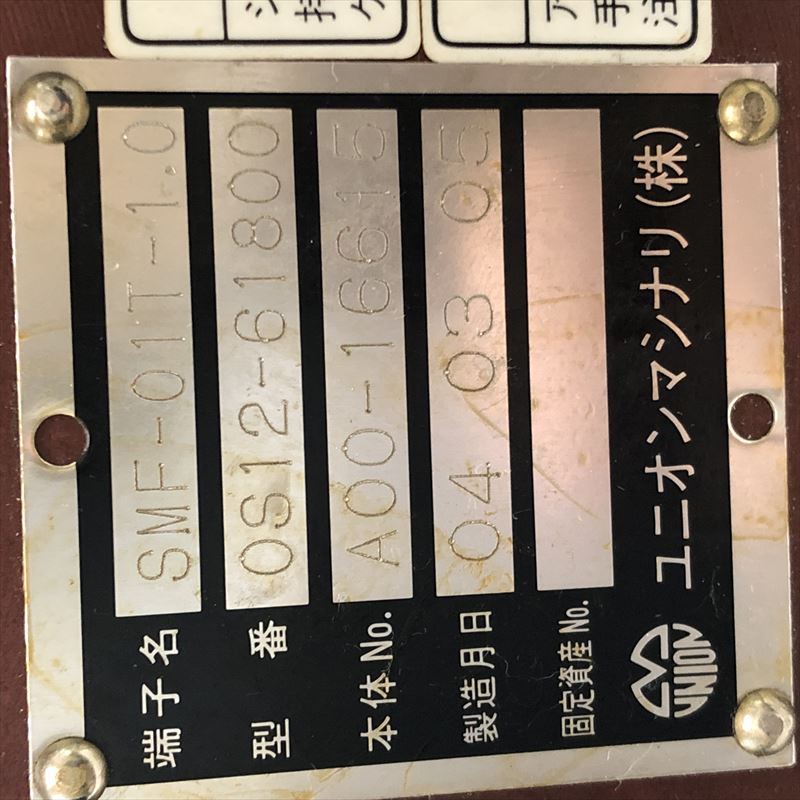 端子名 SMF-01T-1.0
型番 OS12-61800
本体No. A00-16615
製造月日 04 03 05
固定資産No.
UNION ユニオンマシナリ(株)